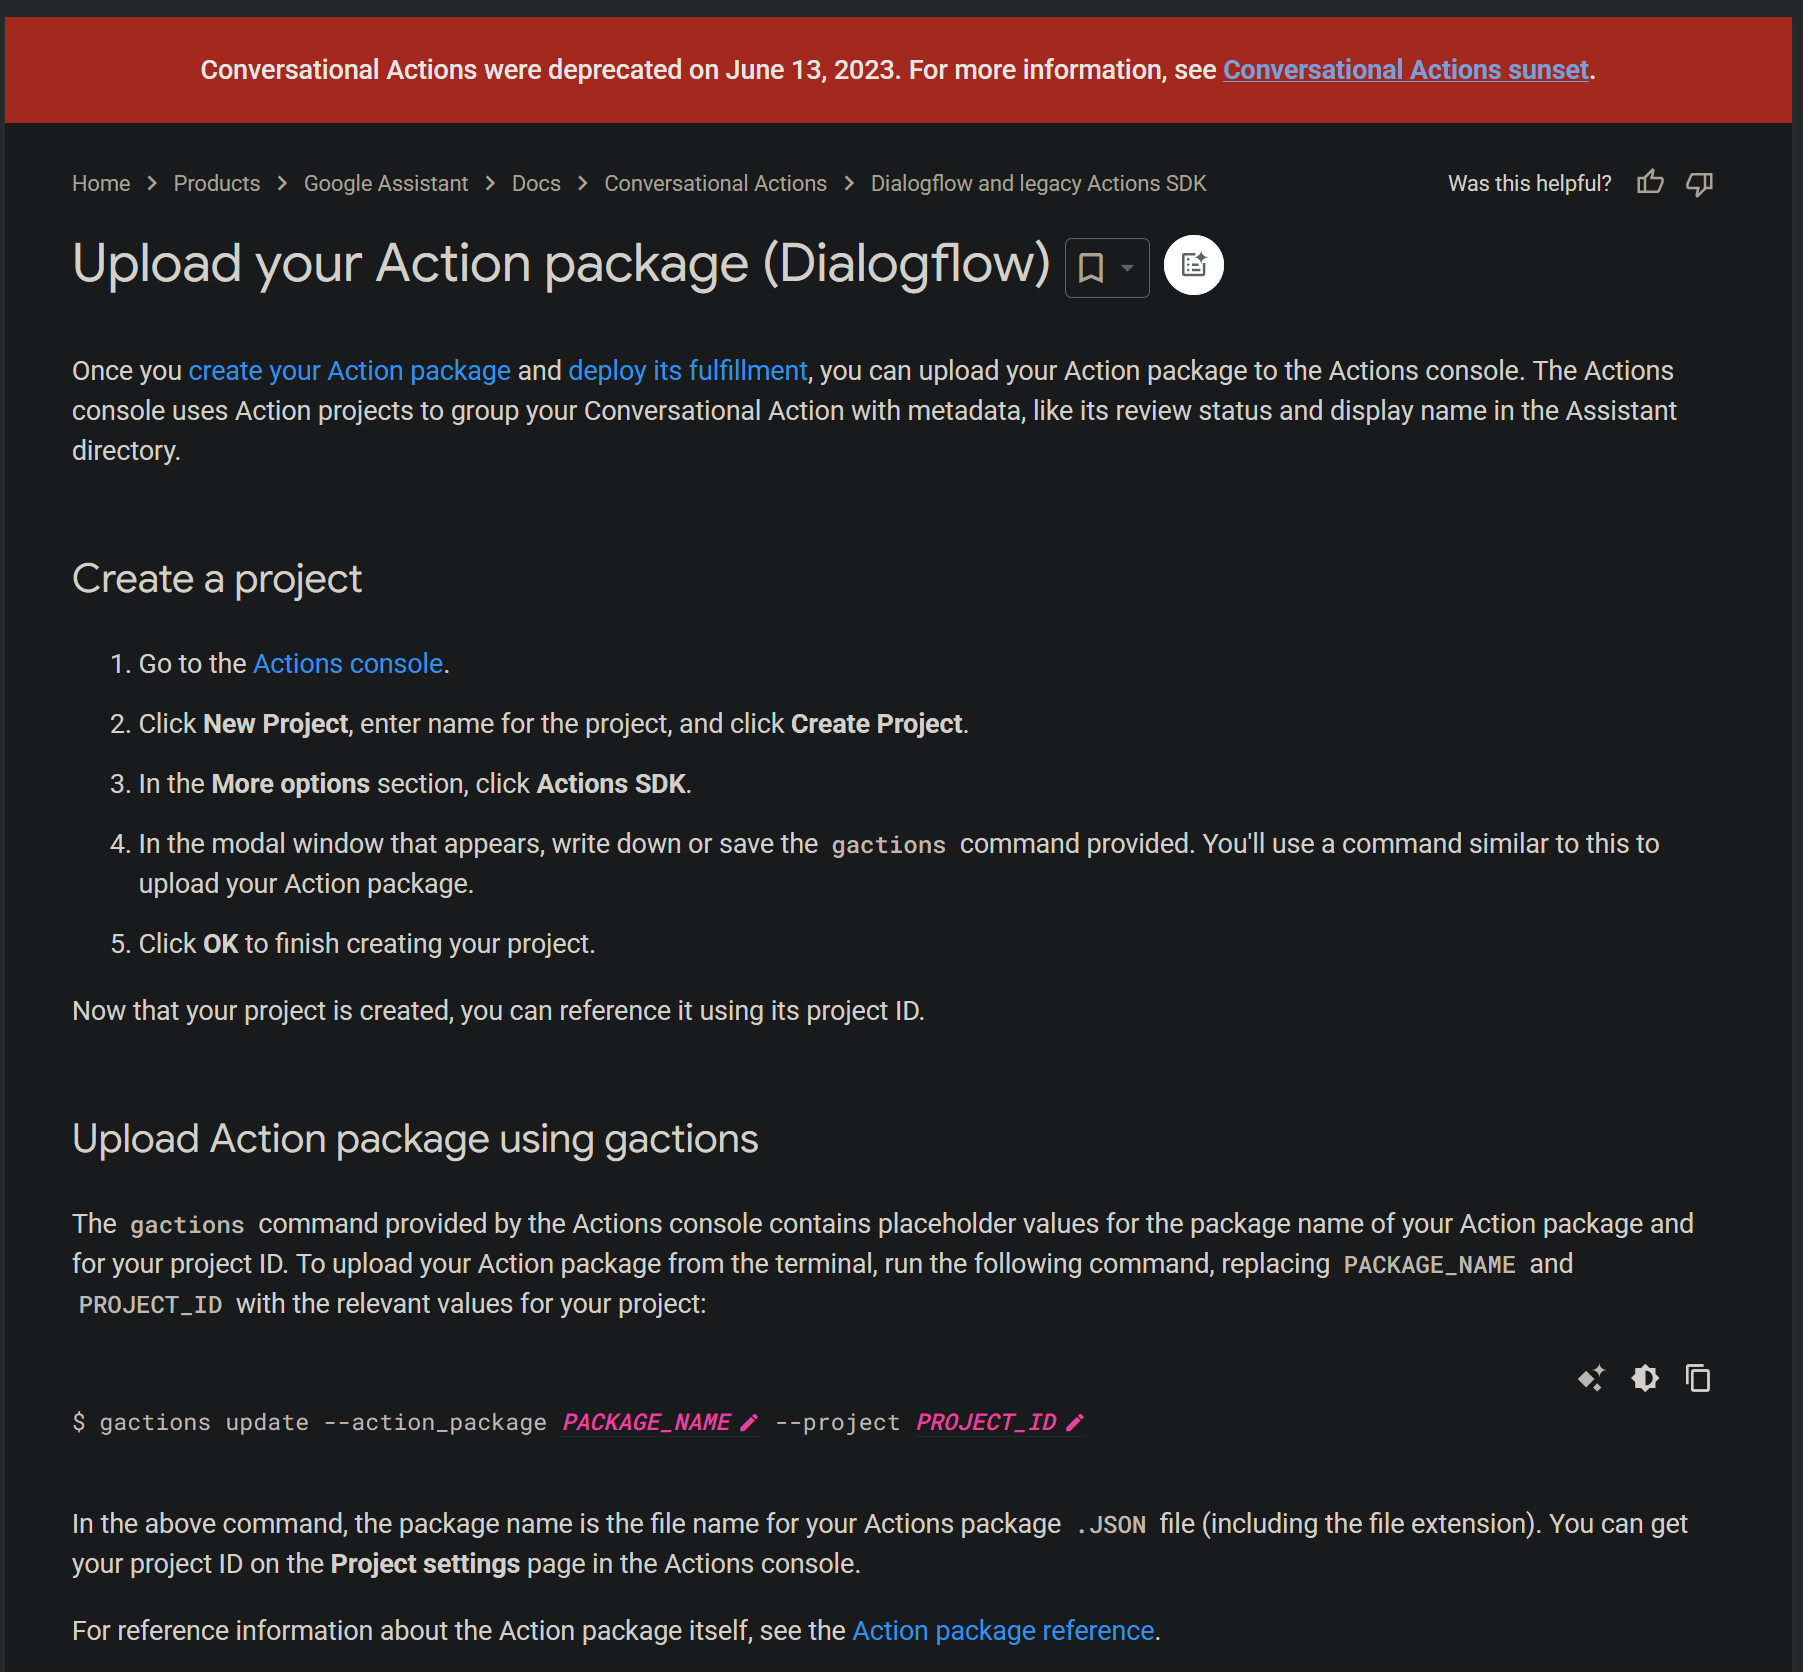 Conversational Actions were deprecated on June 13, 2023. For more information, see Conversational Actions sunset.
Home > Products > Google Assistant > Docs > Conversational Actions > Dialogflow and legacy Actions SDK
Was this helpful?
Upload your Action package (Dialogflow)
Once you create your Action package and deploy its fulfillment, you can upload your Action package to the Actions console. The Actions
console uses Action projects to group your Conversational Action with metadata, like its review status and display name in the Assistant
directory.
Create a project
1. Go to the Actions console.
2. Click New Project, enter name for the project, and click Create Project.
3. In the More options section, click Actions SDK.
4. In the modal window that appears, write down or save the gactions command provided. You'll use a command similar to this to
upload your Action package.
5. Click OK to finish creating your project.
Now that your project is created, you can reference it using its project ID.
Upload Action package using gactions
The gactions command provided by the Actions console contains placeholder values for the package name of your Action package and
for your project ID. To upload your Action package from the terminal, run the following command, replacing PACKAGE_NAME and
PROJECT_ID with the relevant values for your project:
$ gactions update --action_package PACKAGE_NAME --project PROJECT_ID
In the above command, the package name is the file name for your Actions package .JSON file (including the file extension). You can get
your project ID on the Project settings page in the Actions console.
For reference information about the Action package itself, see the Action package reference.